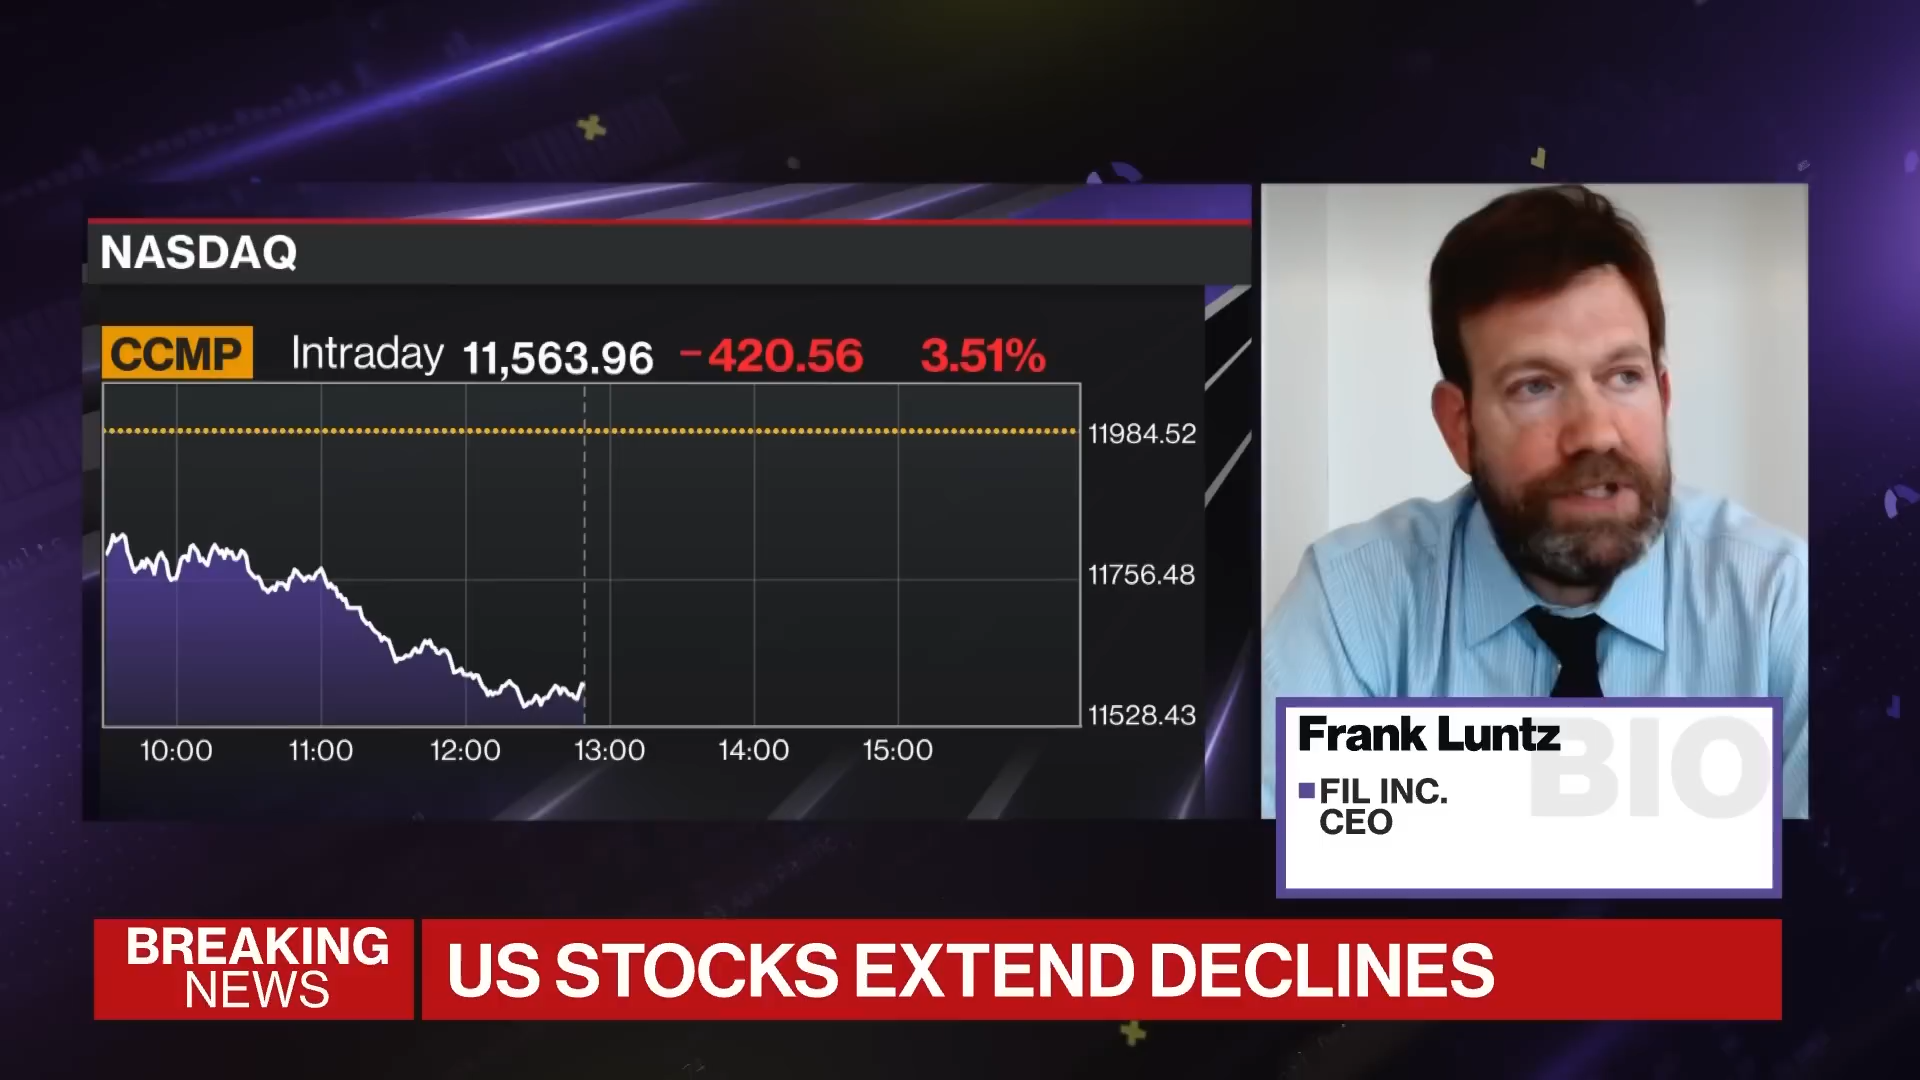 NASDAQ
CCMP Intraday 11,563.96 -420.56 3.51%
11984.52
11756.48
11528.43
10:00 11:00 12:00 13:00 14:00 15:00
BIO
Frank Luntz
FIL INC.
CEO
BREAKING
NEWS
US STOCKS EXTEND DECLINES